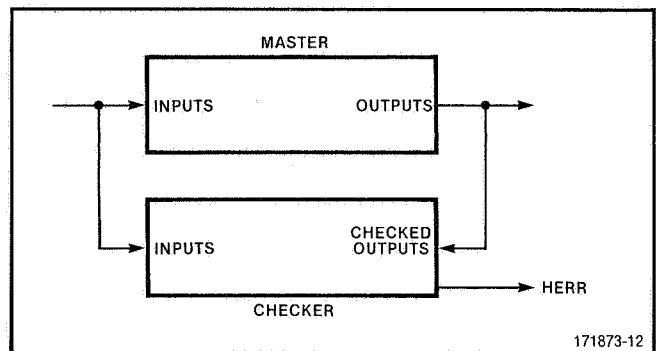 MASTER
INPUTS OUTPUTS
INPUTS CHECKED OUTPUTS
HERR
CHECKER
171873-12